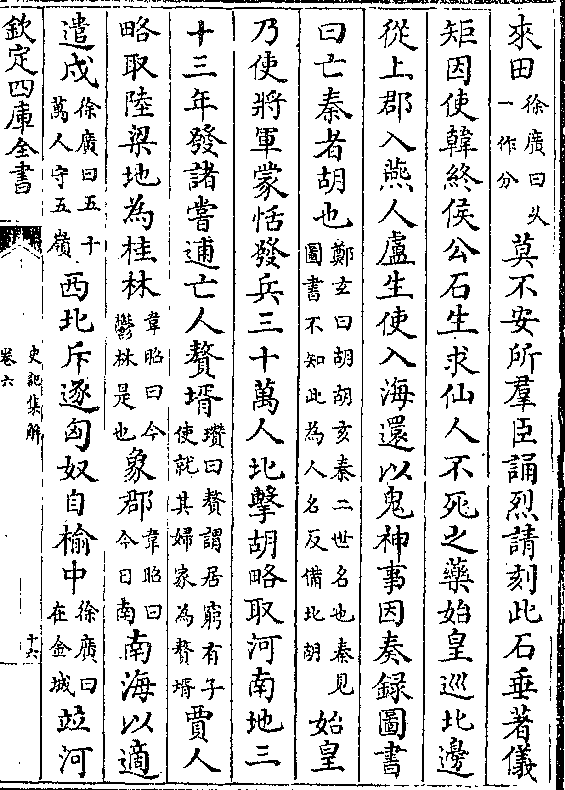 來田徐廣曰久一作分莫不安所羣臣誦烈請刻此石垂著儀
矩因使韓終侯公石生求仙人不死之藥始皇巡北邊
從上郡入燕人盧生使入海還以鬼神事因奏録圖書
曰亡秦者胡也鄭玄曰胡胡亥秦二世名也秦見圖書不知此為人名反備北胡始皇
乃使將軍蒙恬發兵三十萬人北擊胡略取河南地三
十三年發諸嘗逋亡人贅壻瓚曰贅謂居窮有子使就其婦家為贅壻賈人
略取陸梁地為桂林韋昭曰今鬱林是也象郡韋昭曰今日南南海以適
遣戍徐廣曰五十萬人守五嶺西北斥逐匈奴自榆中徐廣曰在金城竝河
欽定四庫全書
史記集解
卷六
十六